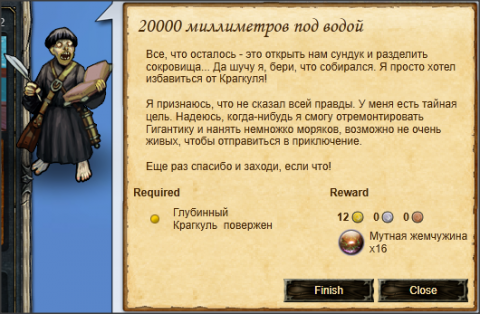 20000 миллиметров под водой
Все, что осталось - это открыть нам сундук и разделить
сокровища... Да шучу я, бери, что собирался. Я просто хотел
избавиться от Крагкуля!
Я признаюсь, что не сказал всей правды. У меня есть тайная
цель. Надеюсь, когда-нибудь я смогу отремонтировать
Гигантику и нанять немножко моряков, возможно не очень
живых, чтобы отправиться в приключение.
Еще раз спасибо и заходи, если что!
Required
Reward
Глубинный
Крагкуль повержен
12 0 0
Мутная жемчужина
x16
Finish
Close